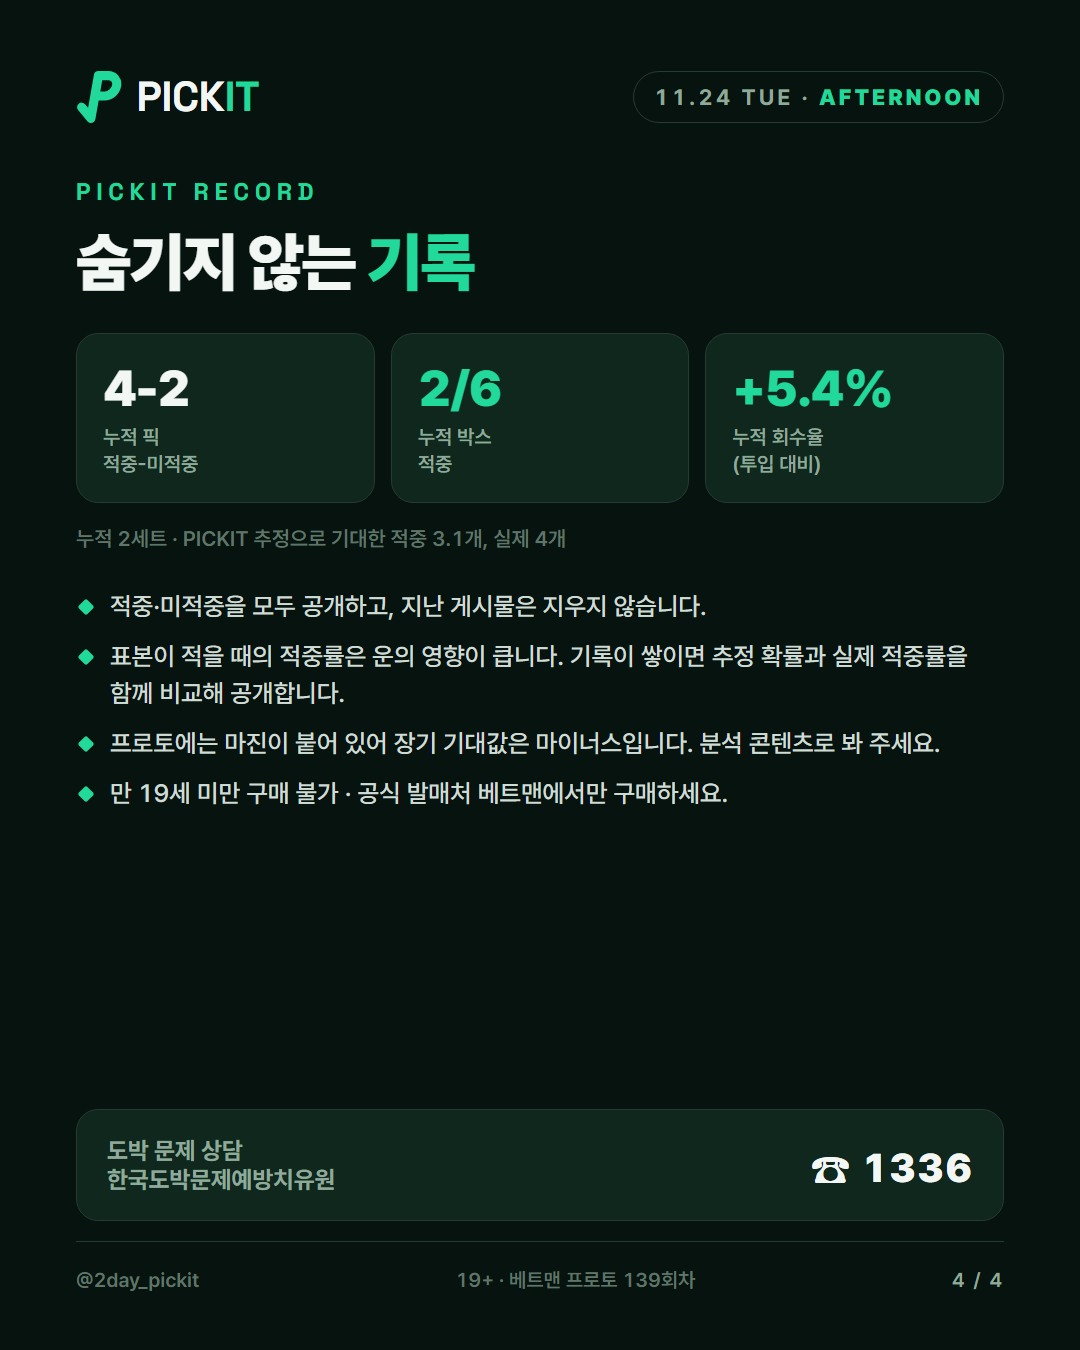 PICKIT
11.24 TUE · AFTERNOON
PICKIT RECORD
숨기지 않는 기록
4-2
누적 픽
적중-미적중
2/6
누적 박스
적중
+5.4%
누적 회수율
(투입 대비)
누적 2세트 · PICKIT 추정으로 기대한 적중 3.1개, 실제 4개
적중·미적중을 모두 공개하고, 지난 게시물은 지우지 않습니다.
표본이 적을 때의 적중률은 운의 영향이 큽니다. 기록이 쌓이면 추정 확률과 실제 적중률을
함께 비교해 공개합니다.
프로토에는 마진이 붙어 있어 장기 기대값은 마이너스입니다. 분석 콘텐츠로 봐 주세요.
만 19세 미만 구매 불가 · 공식 발매처 베트맨에서만 구매하세요.
도박 문제 상담
한국도박문제예방치유원
☎ 1336
@2day_pickit
19+ · 베트맨 프로토 139회차
4 / 4